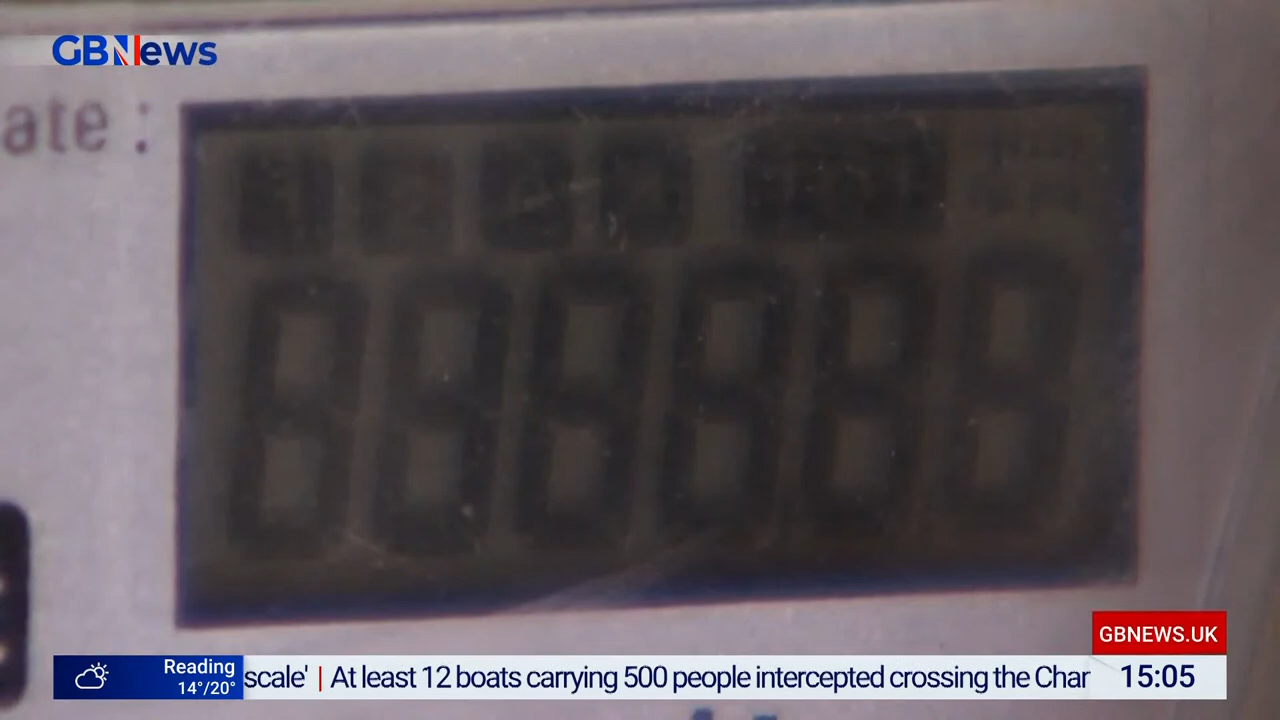 GBNews
ate :
888888
GBNEWS.UK
Reading
14°/20°
scale' | At least 12 boats carrying 500 people intercepted crossing the Char
15:05